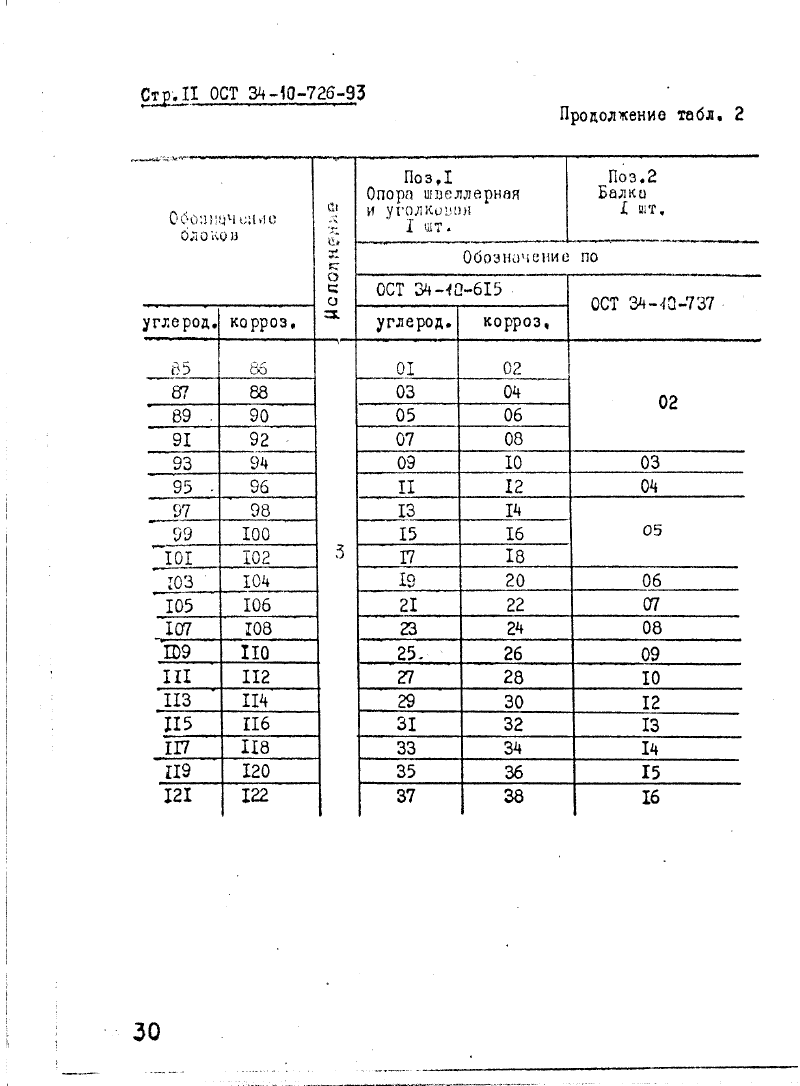 Стр.II ОСТ 34-10-726-93
Продолжение табл. 2
Обозначение блоков
Исполнение
Поз.I
Опора швеллерная
и уголковая
I шт.
Поз.2
Балка
I шт.
Обозначение по
ОСТ 34-10-615
ОСТ 34-10-737
углерод. корроз. углерод. корроз.
85 86 01 02
87 88 03 04
02
89 90 05 06
91 92 07 08
93 94 09 10 03
95 96 II I2 04
97 98 I3 I4
99 I00 I5 I6 05
3
I0I I02 I7 I8
I03 I04 I9 20 06
I05 I06 2I 22 07
I07 I08 23 24 08
I09 II0 25. 26 09
III II2 27 28 I0
II3 II4 29 30 I2
II5 II6 3I 32 I3
II7 II8 33 34 I4
II9 I20 35 36 I5
I2I I22 37 38 I6
30